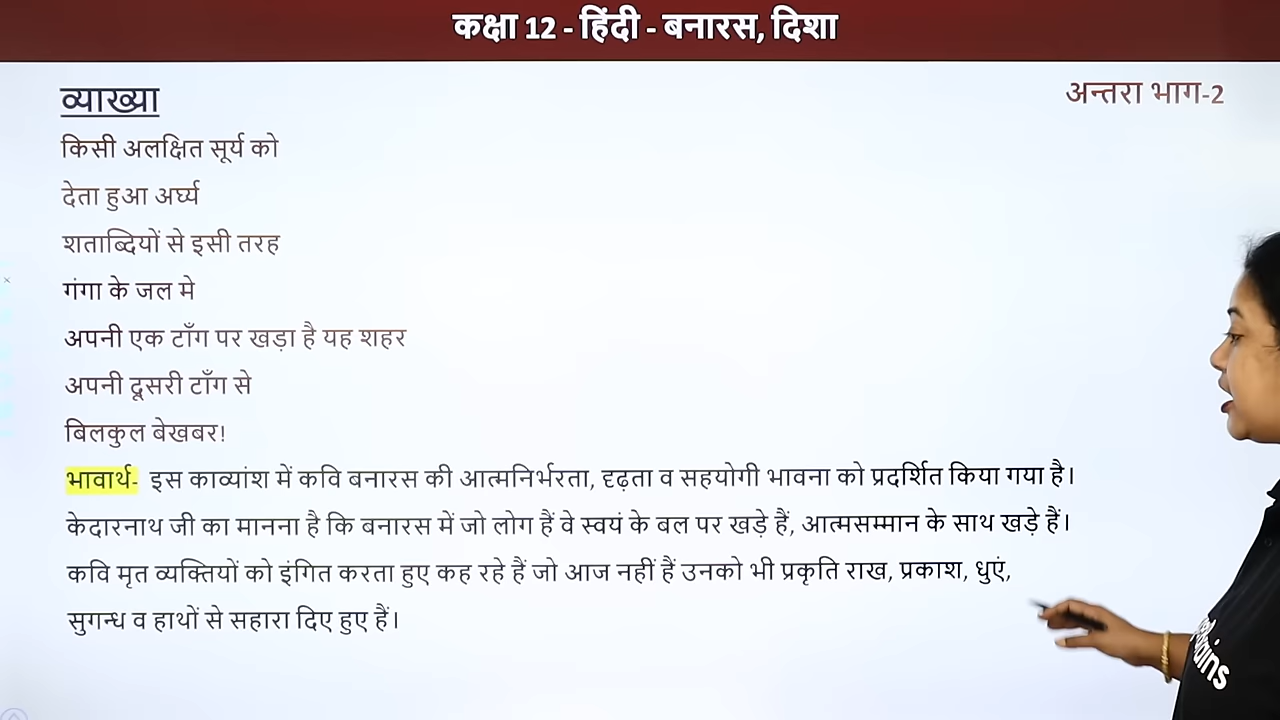 कक्षा 12 - हिंदी - बनारस, दिशा
व्याख्या
अन्तरा भाग-2
किसी अलक्षित सूर्य को
देता हुआ अर्घ्य
शताब्दियों से इसी तरह
गंगा के जल मे
अपनी एक टाँग पर खड़ा है यह शहर
अपनी दूसरी टाँग से
बिलकुल बेखबर!
भावार्थ- इस काव्यांश में कवि बनारस की आत्मनिर्भरता, दृढ़ता व सहयोगी भावना को प्रदर्शित किया गया है।
केदारनाथ जी का मानना है कि बनारस में जो लोग हैं वे स्वयं के बल पर खड़े हैं, आत्मसम्मान के साथ खड़े हैं।
कवि मृत व्यक्तियों को इंगित करता हुए कह रहे हैं जो आज नहीं हैं उनको भी प्रकृति राख, प्रकाश, धुएं,
सुगन्ध व हाथों से सहारा दिए हुए हैं।